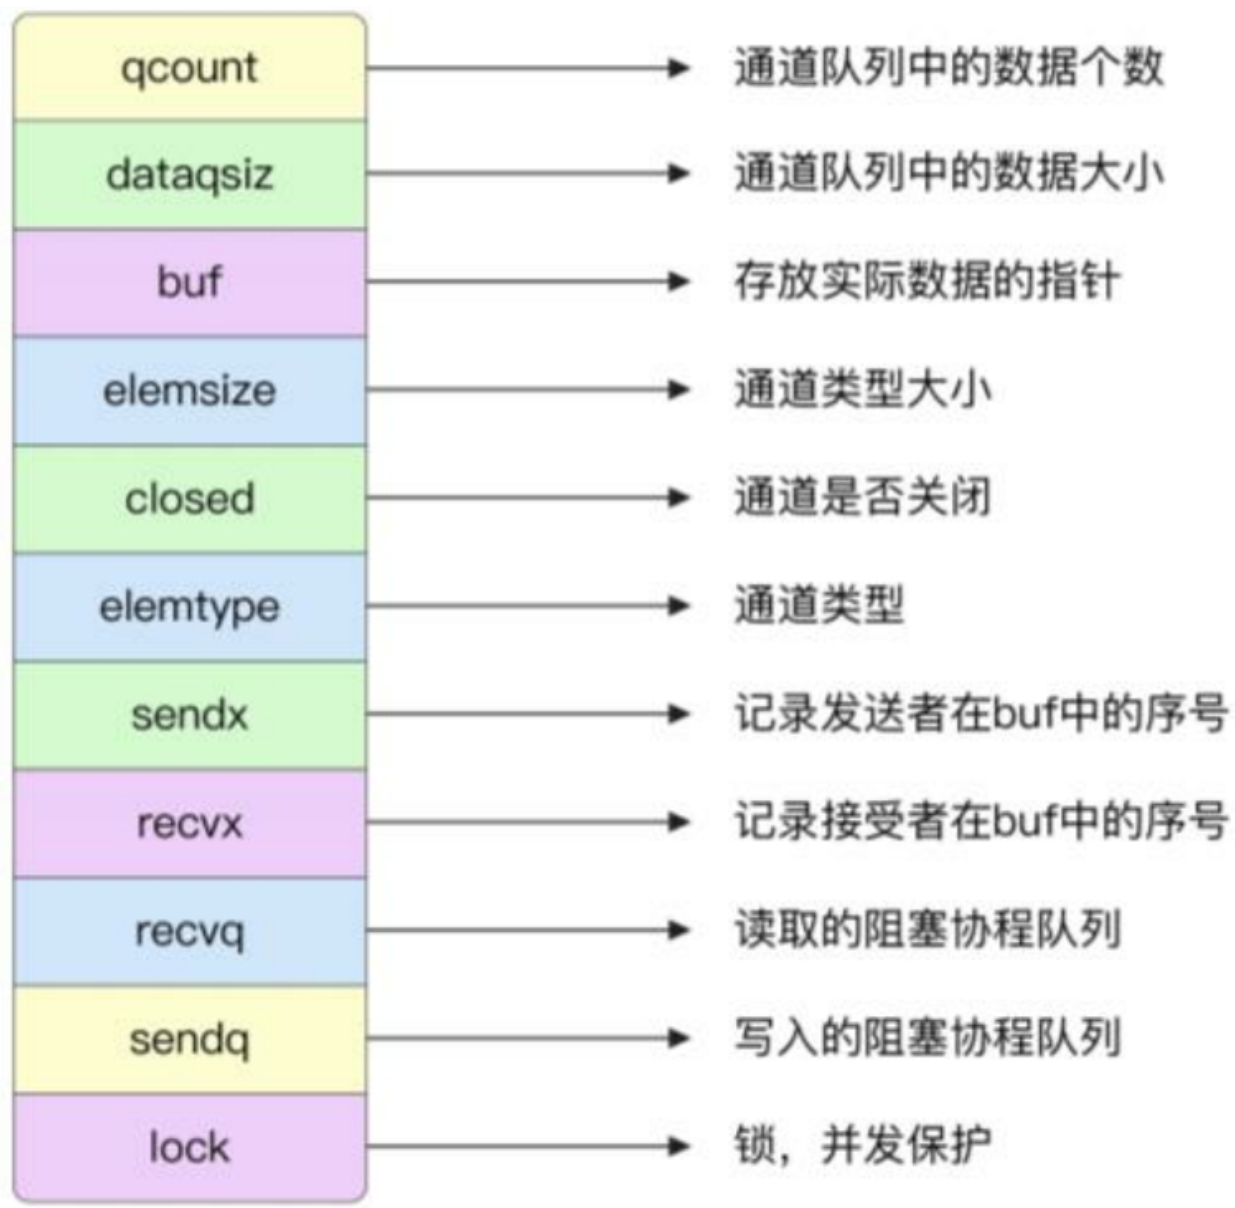 qcount 通道队列中的数据个数
dataqsiz 通道队列中的数据大小
buf 存放实际数据的指针
elemsize 通道类型大小
closed 通道是否关闭
elemtype 通道类型
sendx 记录发送者在buf中的序号
recvx 记录接受者在buf中的序号
recvq 读取的阻塞协程队列
sendq 写入的阻塞协程队列
lock 锁，并发保护